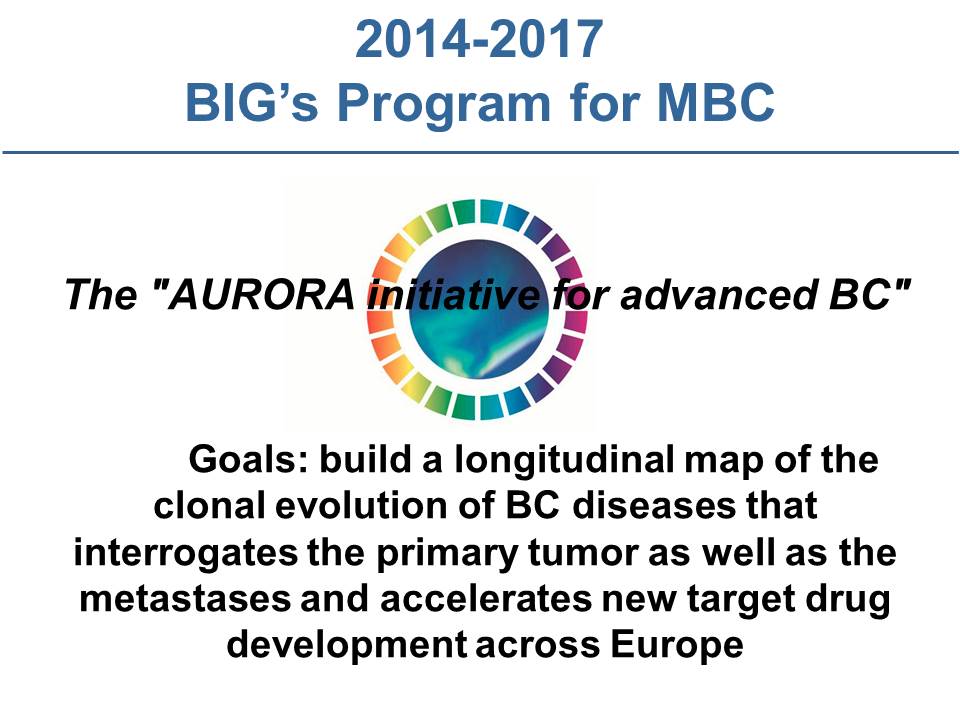 2014-2017
BIG’s Program for MBC
The "AURORA initiative for advanced BC"
Goals: build a longitudinal map of the
clonal evolution of BC diseases that
interrogates the primary tumor as well as the
metastases and accelerates new target drug
development across Europe